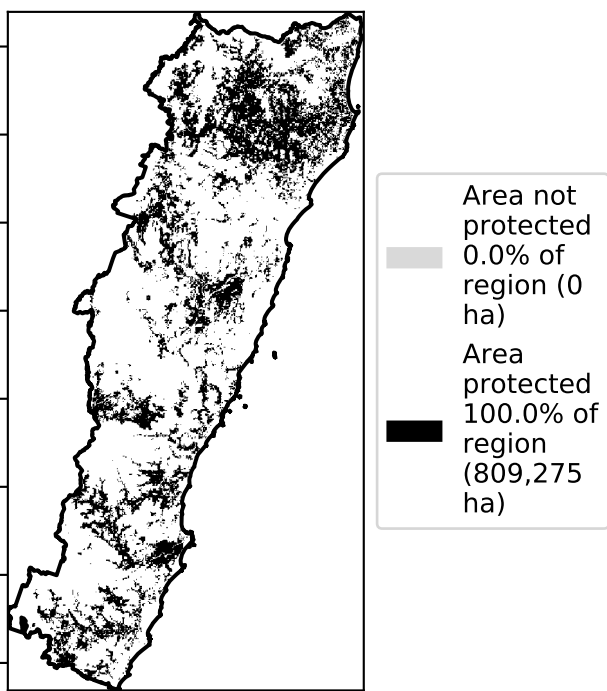 Area not
protected
0.0% of
region (0
ha)
Area
protected
100.0% of
region
(809,275
ha)